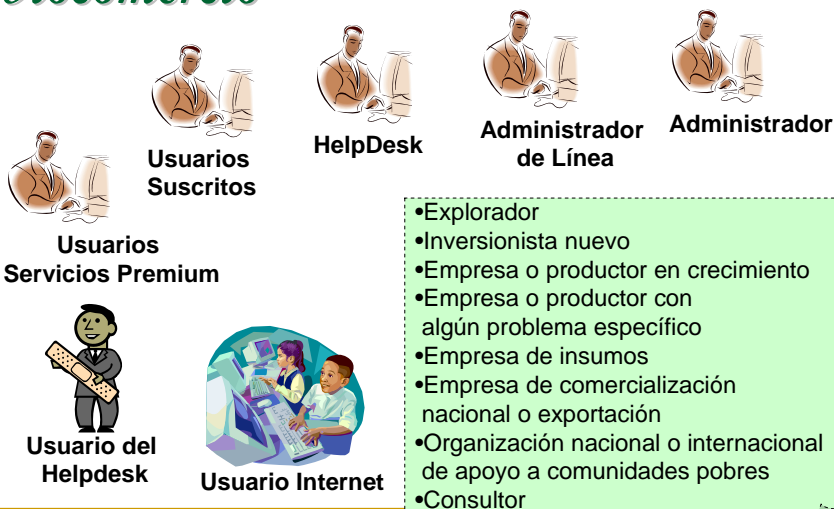 Usuarios
Suscritos
HelpDesk
Administrador
de Línea
Administrador
Usuarios
Servicios Premium
Usuario del
Helpdesk
Usuario Internet
•Explorador
•Inversionista nuevo
•Empresa o productor en crecimiento
•Empresa o productor con
algún problema específico
•Empresa de insumos
•Empresa de comercialización
nacional o exportación
•Organización nacional o internacional
de apoyo a comunidades pobres
•Consultor